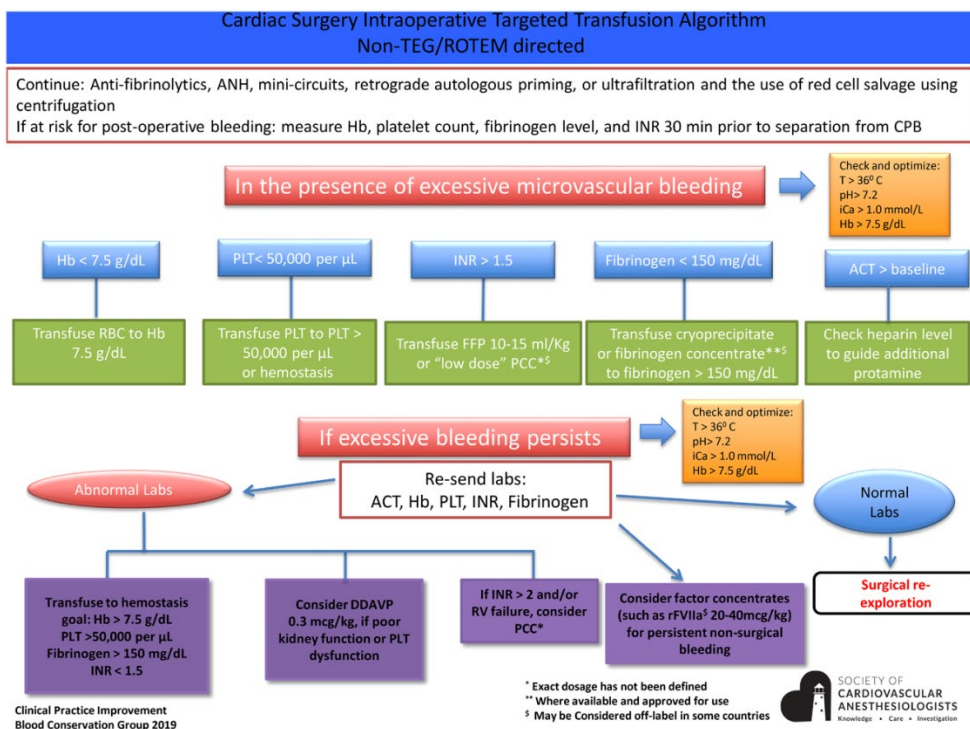 Cardiac Surgery Intraoperative Targeted Transfusion Algorithm
Non-TEG/ROTEM directed
Continue: Anti-fibrinolytics, ANH, mini-circuits, retrograde autologous priming, or ultrafiltration and the use of red cell salvage using
centrifugation
If at risk for post-operative bleeding: measure Hb, platelet count, fibrinogen level, and INR 30 min prior to separation from CPB
In the presence of excessive microvascular bleeding
Check and optimize:
T > 36⁰ C
pH> 7.2
iCa > 1.0 mmol/L
Hb > 7.5 g/dL
Hb < 7.5 g/dL
PLT< 50,000 per µL
INR > 1.5
Fibrinogen < 150 mg/dL
ACT > baseline
Transfuse RBC to Hb
7.5 g/dL
Transfuse PLT to PLT >
50,000 per µL
or hemostasis
Transfuse FFP 10-15 ml/Kg
or “low dose” PCC*$
Transfuse cryoprecipitate
or fibrinogen concentrate**$
to fibrinogen > 150 mg/dL
Check heparin level
to guide additional
protamine
If excessive bleeding persists
Check and optimize:
T > 36⁰ C
pH> 7.2
iCa > 1.0 mmol/L
Hb > 7.5 g/dL
Abnormal Labs
Re-send labs:
ACT, Hb, PLT, INR, Fibrinogen
Normal
Labs
Transfuse to hemostasis
goal: Hb > 7.5 g/dL
PLT >50,000 per µL
Fibrinogen > 150 mg/dL
INR < 1.5
Consider DDAVP
0.3 mcg/kg, if poor
kidney function or PLT
dysfunction
If INR > 2 and/or
RV failure, consider
PCC*
Consider factor concentrates
(such as rFVIIa$ 20-40mcg/kg)
for persistent non-surgical
bleeding
Surgical re-
exploration
* Exact dosage has not been defined
** Where available and approved for use
$ May be Considered off-label in some countries
Clinical Practice Improvement
Blood Conservation Group 2019
SOCIETY OF
CARDIOVASCULAR
ANESTHESIOLOGISTS
Knowledge • Care • Investigation